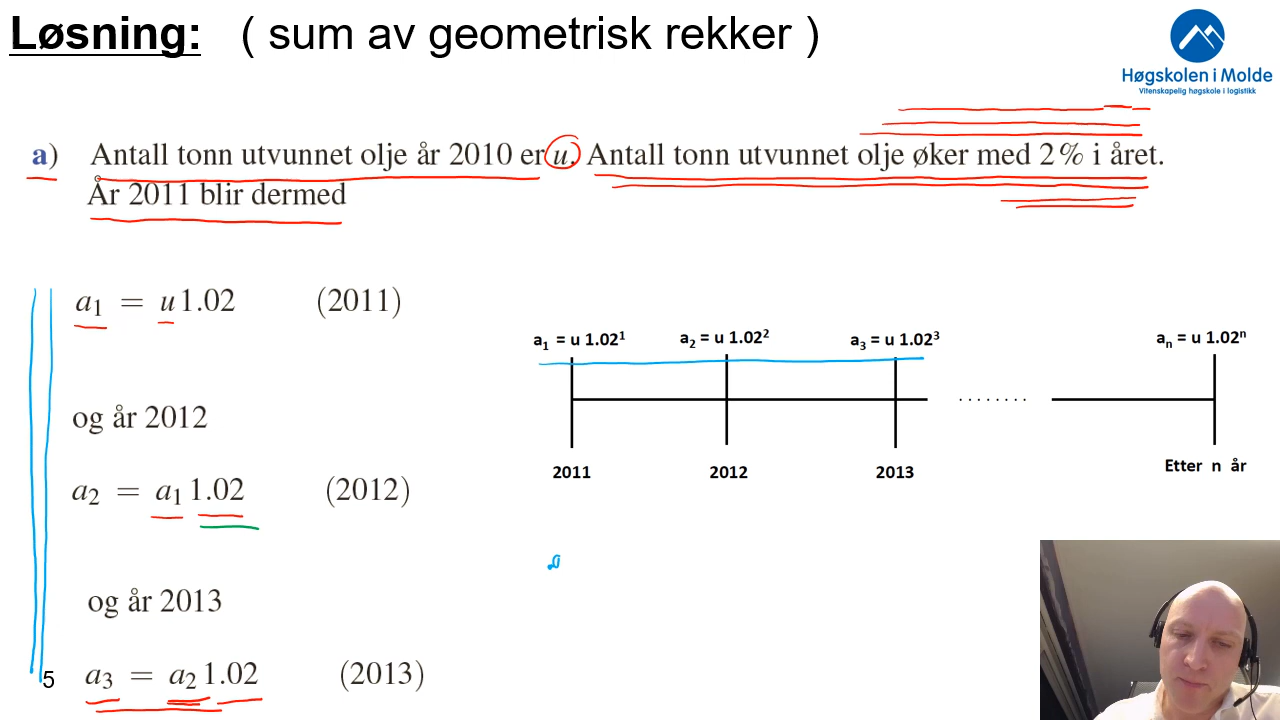 Løsning: ( sum av geometrisk rekker )
Høgskolen i Molde
Vitenskapelig høgskole i logistikk
a) Antall tonn utvunnet olje år 2010 er u. Antall tonn utvunnet olje øker med 2 % i året.
År 2011 blir dermed
a1 = u 1.02 (2011)
og år 2012
a2 = a1 1.02 (2012)
og år 2013
a3 = a2 1.02 (2013)
5
a1 = u 1.02¹ a2 = u 1.02² a3 = u 1.02³ an = u 1.02ⁿ
........
2011 2012 2013 Etter n år